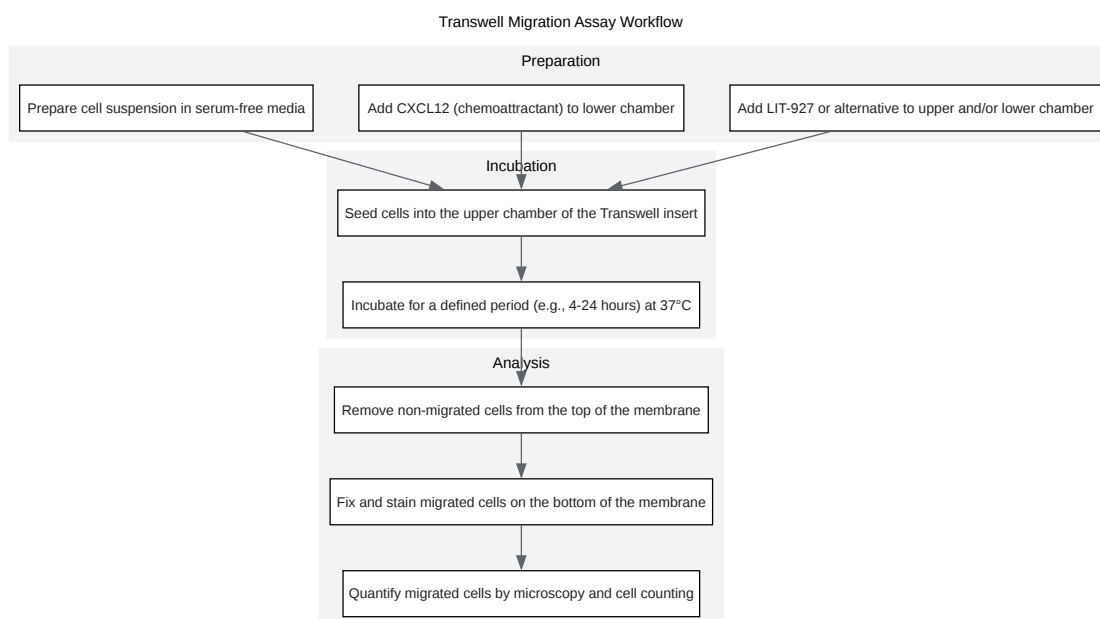 Transwell Migration Assay Workflow
Preparation
Prepare cell suspension in serum-free media
Add CXCL12 (chemoattractant) to lower chamber
Add LIT-927 or alternative to upper and/or lower chamber
Incubation
Seed cells into the upper chamber of the Transwell insert
Incubate for a defined period (e.g., 4-24 hours) at 37°C
Analysis
Remove non-migrated cells from the top of the membrane
Fix and stain migrated cells on the bottom of the membrane
Quantify migrated cells by microscopy and cell counting